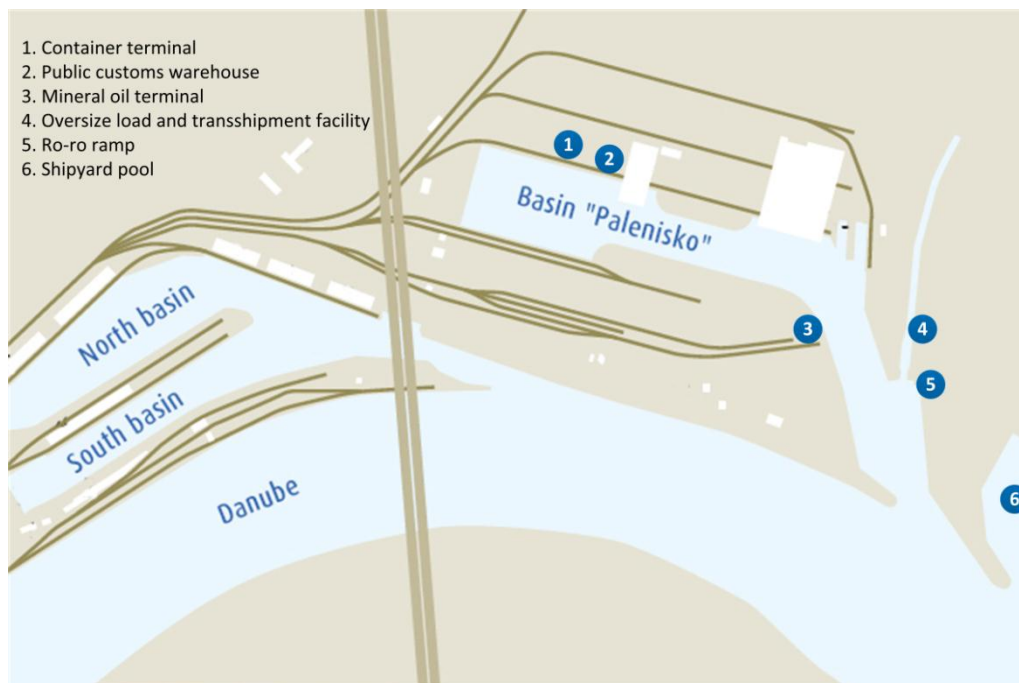 1. Container terminal
2. Public customs warehouse
3. Mineral oil terminal
4. Oversize load and transshipment facility
5. Ro-ro ramp
6. Shipyard pool
1
2
Basin "Palenisko"
North basin
3
4
5
South basin
Danube
6